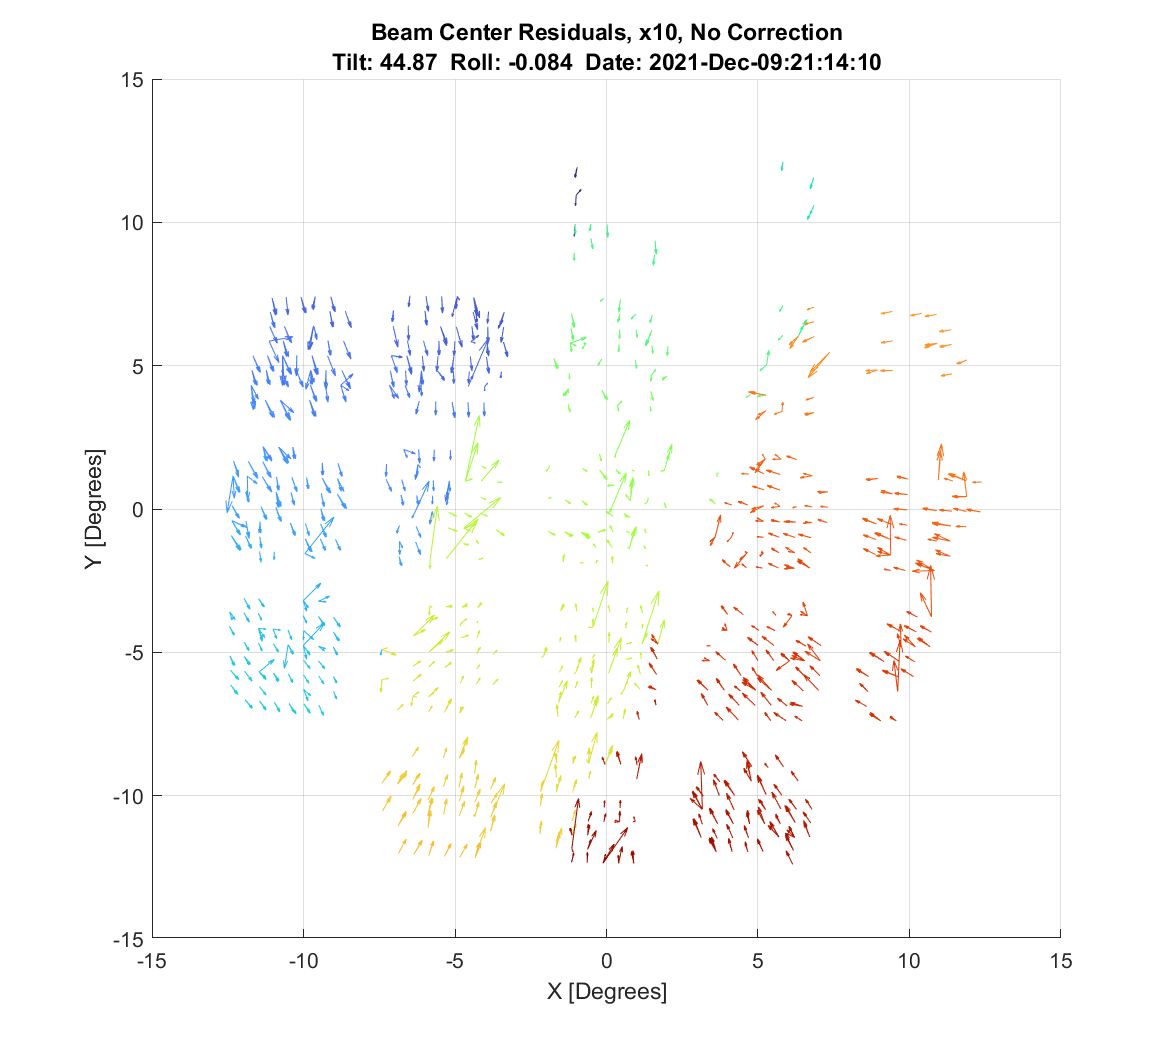 Beam Center Residuals, x10, No Correction
Tilt: 44.87 Roll: -0.084 Date: 2021-Dec-09:21:14:10
15
10
5
0
-5
-10
-15
Y [Degrees]
-15 -10 -5 0 5 10 15
X [Degrees]